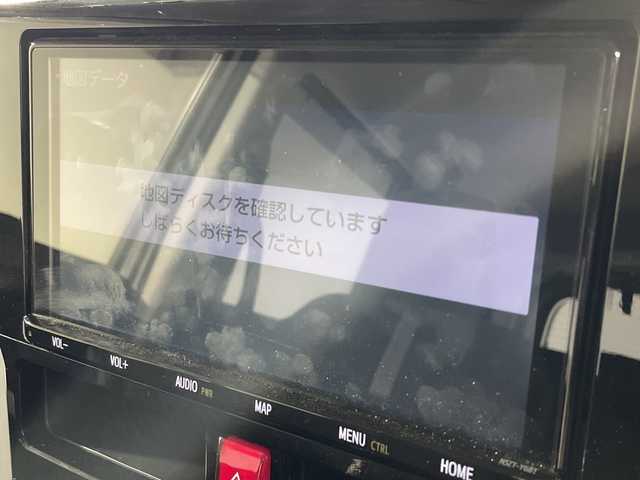 地図データ
地図ディスクを確認しています
しばらくお待ちください
VOL-
VOL+
AUDIO PWR
MAP
MENU CTRL
HOME